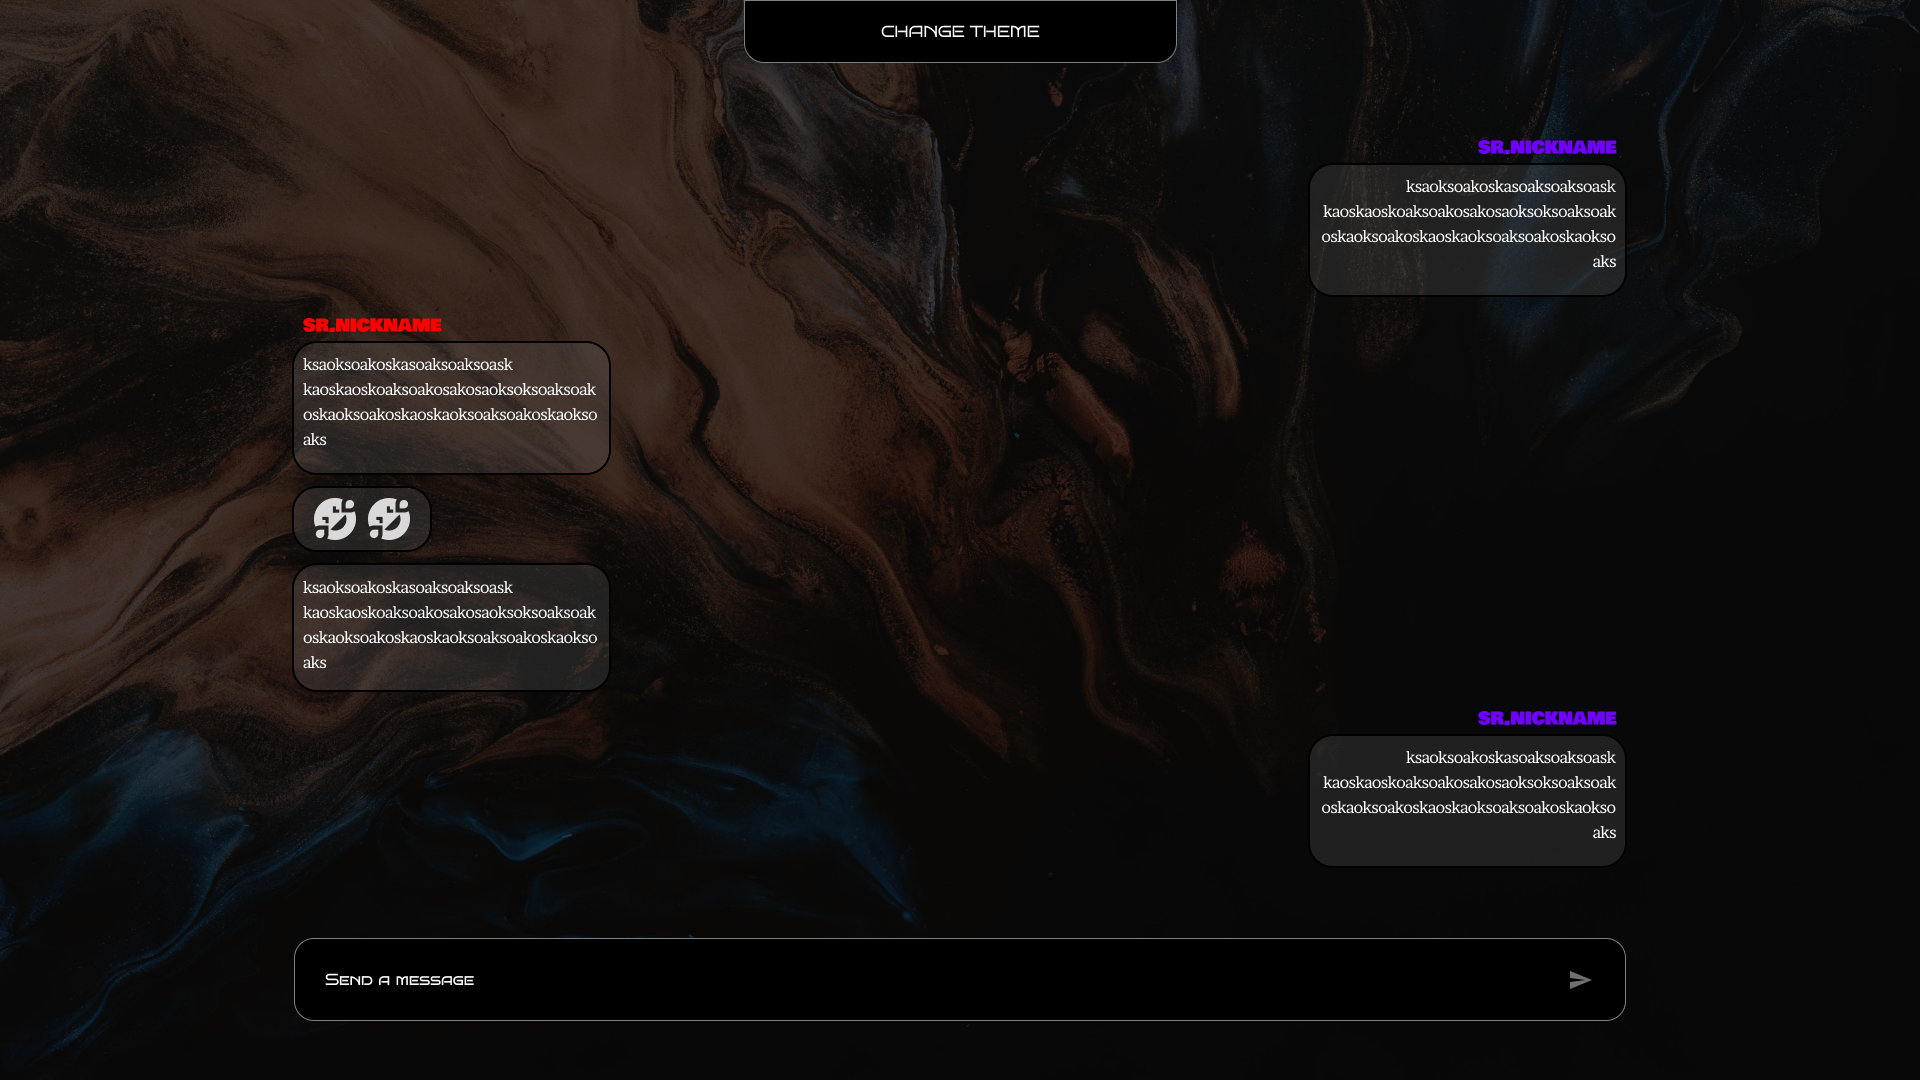 CHANGE THEME
SR.NICKNAME
ksaoksoakoskasoaksoaksoask
kaoskaoskoaksoakosakosaoksoksoaksoak
oskaoksoakoskaoskaoksoaksoakoskaokso
aks
SR.NICKNAME
ksaoksoakoskasoaksoaksoask
kaoskaoskoaksoakosakosaoksoksoaksoak
oskaoksoakoskaoskaoksoaksoakoskaokso
aks
ksaoksoakoskasoaksoaksoask
kaoskaoskoaksoakosakosaoksoksoaksoak
oskaoksoakoskaoskaoksoaksoakoskaokso
aks
SR.NICKNAME
ksaoksoakoskasoaksoaksoask
kaoskaoskoaksoakosakosaoksoksoaksoak
oskaoksoakoskaoskaoksoaksoakoskaokso
aks
Send a message